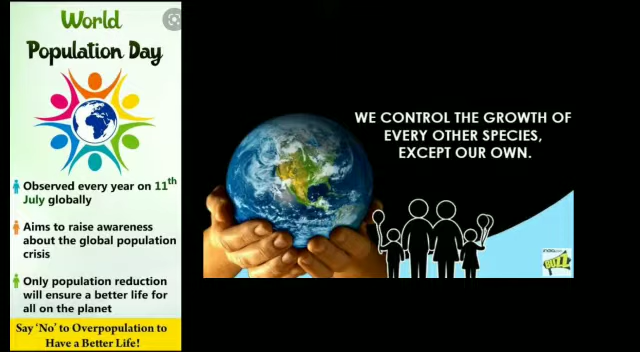 World
Population Day
Observed every year on 11th
July globally
Aims to raise awareness
about the global population
crisis
Only population reduction
will ensure a better life for
all on the planet
Say 'No' to Overpopulation to
Have a Better Life!
WE CONTROL THE GROWTH OF
EVERY OTHER SPECIES,
EXCEPT OUR OWN.
BUZZ